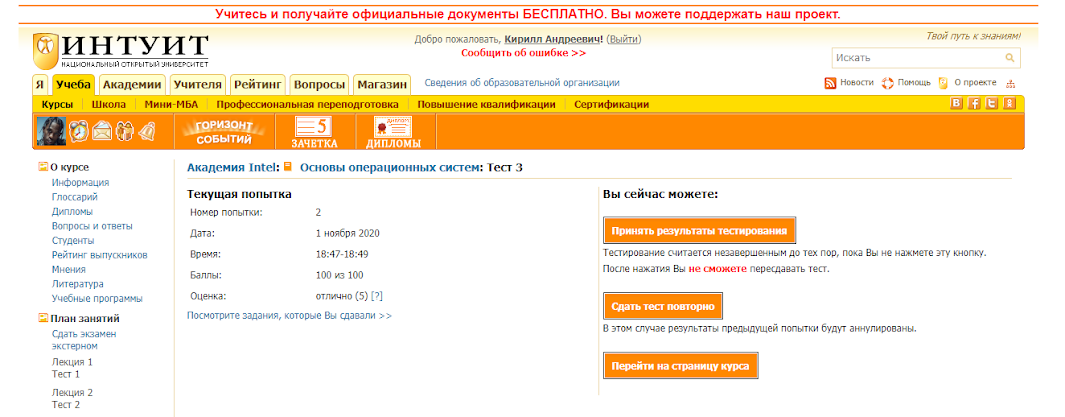 Учитесь и получайте официальные документы БЕСПЛАТНО. Вы можете поддержать наш проект.
ИНТУИТ
НАЦИОНАЛЬНЫЙ ОТКРЫТЫЙ УНИВЕРСИТЕТ
Добро пожаловать, Кирилл Андреевич! (Выйти)
Сообщить об ошибке >>
Твой путь к знаниям!
Искать
Я Учеба Академии Учителя Рейтинг Вопросы Магазин Сведения об образовательной организации
Новости Помощь О проекте
Курсы Школа Мини-МБА Профессиональная переподготовка Повышение квалификации Сертификации
ГОРИЗОНТ СОБЫТИЙ
5 ЗАЧЕТКА
ДИПЛОМ ДИПЛОМЫ
О курсе
Информация
Глоссарий
Дипломы
Вопросы и ответы
Студенты
Рейтинг выпускников
Мнения
Литература
Учебные программы
План занятий
Сдать экзамен
экстерном
Лекция 1
Тест 1
Лекция 2
Тест 2
Академия Intel: Основы операционных систем: Тест 3
Текущая попытка
Номер попытки: 2
Дата: 1 ноября 2020
Время: 18:47-18:49
Баллы: 100 из 100
Оценка: отлично (5) [?]
Посмотрите задания, которые Вы сдавали >>
Вы сейчас можете:
Принять результаты тестирования
Тестирование считается незавершенным до тех пор, пока Вы не нажмете эту кнопку.
После нажатия Вы не сможете пересдавать тест.
Сдать тест повторно
В этом случае результаты предыдущей попытки будут аннулированы.
Перейти на страницу курса